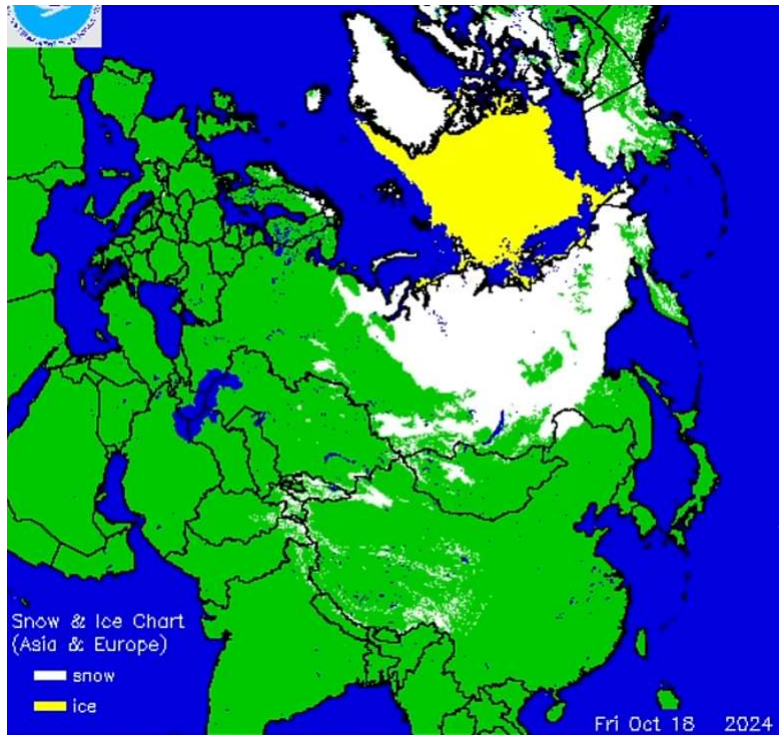 Snow & Ice Chart
(Asia & Europe)
snow
ice
Fri Oct 18 2024